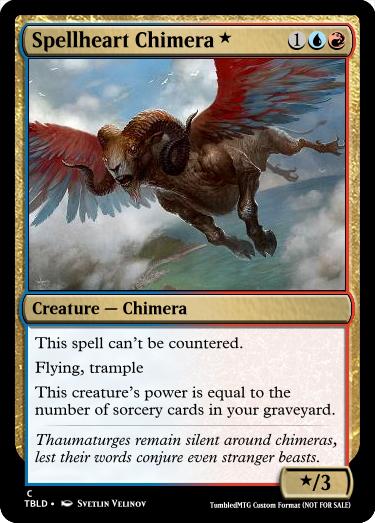 Spellheart Chimera ★ 1
Creature — Chimera
This spell can't be countered.
Flying, trample
This creature's power is equal to the
number of sorcery cards in your graveyard.
Thaumaturges remain silent around chimeras,
lest their words conjure even stranger beasts.
★/3
C
TBLD • Svetlin Velinov
TumbledMTG Custom Format (NOT FOR SALE)